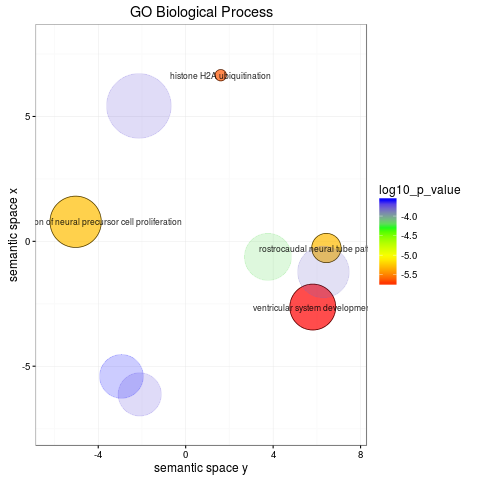 GO Biological Process
histone H2A ubiquitination
on of neural precursor cell proliferation
rostrocaudal neural tube pat
ventricular system developme
semantic space x
5
0
-5
-4
0
4
8
semantic space y
log10_p_value
-4.0
-4.5
-5.0
-5.5